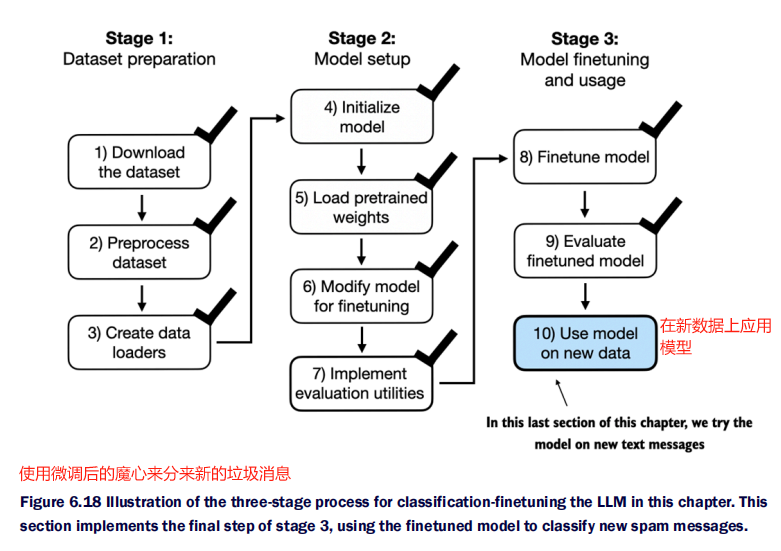 Stage 1:
Dataset preparation
1) Download
the dataset
2) Preprocess
dataset
3) Create data
loaders
Stage 2:
Model setup
4) Initialize
model
5) Load pretrained
weights
6) Modify model
for finetuning
7) Implement
evaluation utilities
Stage 3:
Model finetuning
and usage
8) Finetune model
9) Evaluate
finetuned model
10) Use model
on new data
在新数据上应用
模型
In this last section of this chapter, we try the
model on new text messages
使用微调后的魔心来分来新的垃圾消息
Figure 6.18 Illustration of the three-stage process for classification-finetuning the LLM in this chapter. This
section implements the final step of stage 3, using the finetuned model to classify new spam messages.